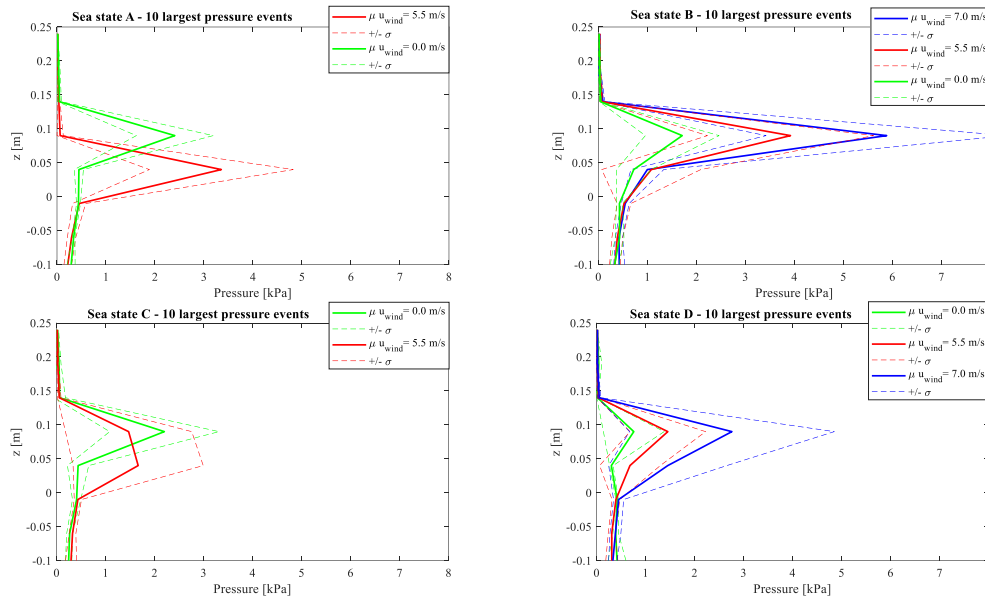 Sea state A - 10 largest pressure events
μ u_wind= 5.5 m/s
+/- σ
μ u_wind= 0.0 m/s
+/- σ
0.25
0.2
0.15
0.1
0.05
0
-0.05
-0.1
z [m]
0 1 2 3 4 5 6 7 8
Pressure [kPa]
Sea state B - 10 largest pressure events
μ u_wind= 7.0 m/s
+/- σ
μ u_wind= 5.5 m/s
+/- σ
μ u_wind= 0.0 m/s
+/- σ
0.25
0.2
0.15
0.1
0.05
0
-0.05
-0.1
z [m]
0 1 2 3 4 5 6 7
Pressure [kPa]
Sea state C - 10 largest pressure events
μ u_wind= 0.0 m/s
+/- σ
μ u_wind= 5.5 m/s
+/- σ
0.25
0.2
0.15
0.1
0.05
0
-0.05
-0.1
z [m]
0 1 2 3 4 5 6 7 8
Pressure [kPa]
Sea state D - 10 largest pressure events
μ u_wind= 0.0 m/s
+/- σ
μ u_wind= 5.5 m/s
+/- σ
μ u_wind= 7.0 m/s
+/- σ
0.25
0.2
0.15
0.1
0.05
0
-0.05
-0.1
z [m]
0 1 2 3 4 5 6 7
Pressure [kPa]